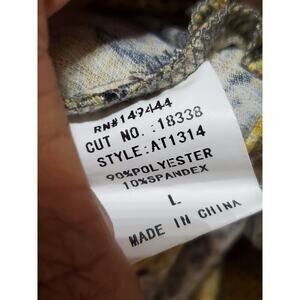 RN#149444
CUT NO.:18338
STYLE:AT1314
90%POLYESTER
10%SPANDEX
L
MADE IN CHINA